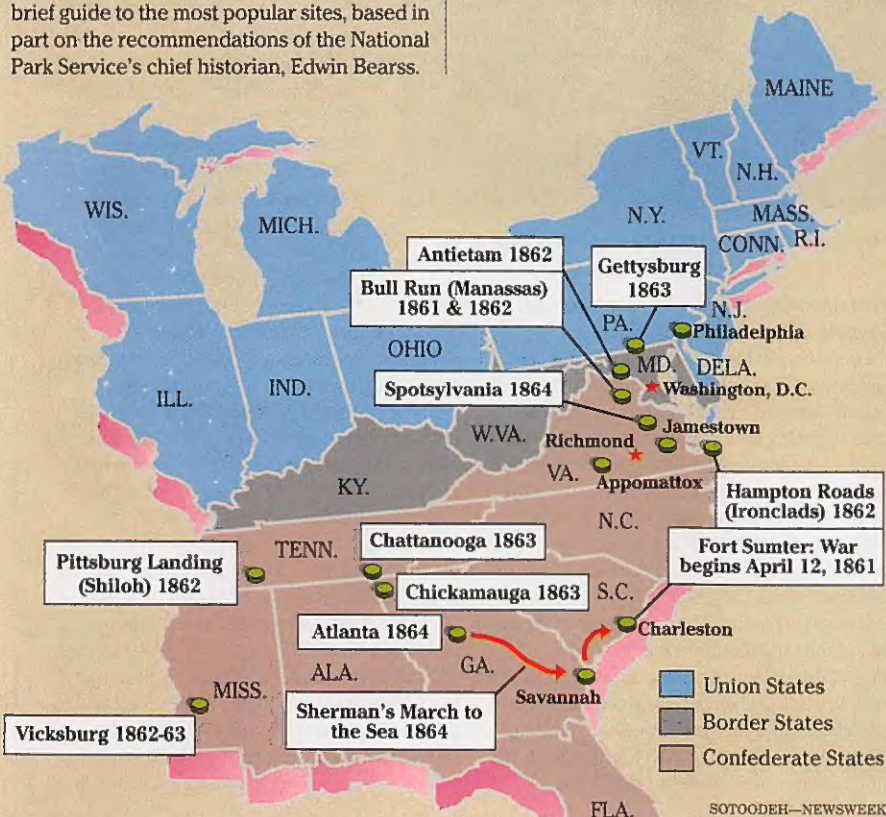 brief guide to the most popular sites, based in
part on the recommendations of the National
Park Service's chief historian, Edwin Bearss.
MAINE
VT.
N.H.
WIS.
MICH.
N.Y.
MASS.
CONN.
R.I.
Antietam 1862
Gettysburg
1863
Bull Run (Manassas)
1861 & 1862
N.J.
PA.
Philadelphia
OHIO
MD.
DELA.
ILL.
IND.
Spotsylvania 1864
Washington, D.C.
W.VA.
Jamestown
Richmond
VA.
Appomattox
KY.
Hampton Roads
(Ironclads) 1862
N.C.
TENN.
Chattanooga 1863
Fort Sumter: War
begins April 12, 1861
Pittsburg Landing
(Shiloh) 1862
Chickamauga 1863
S.C.
Atlanta 1864
Charleston
ALA.
GA.
MISS.
Savannah
Union States
Sherman's March to
the Sea 1864
Border States
Vicksburg 1862-63
Confederate States
FLA.
SOTOODEH—NEWSWEEK